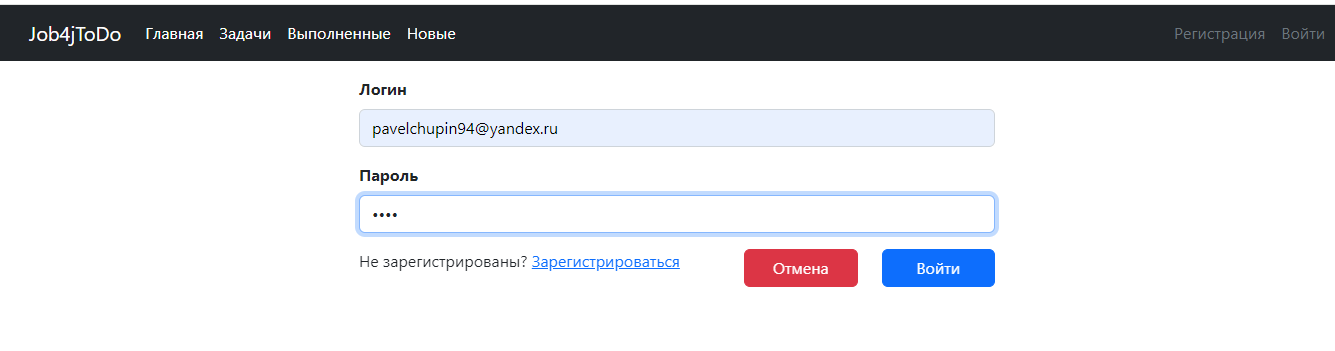 Job4jToDo Главная Задачи Выполненные Новые Регистрация Войти
Логин
pavelchupin94@yandex.ru
Пароль
••••
Не зарегистрированы? Зарегистрироваться Отмена Войти